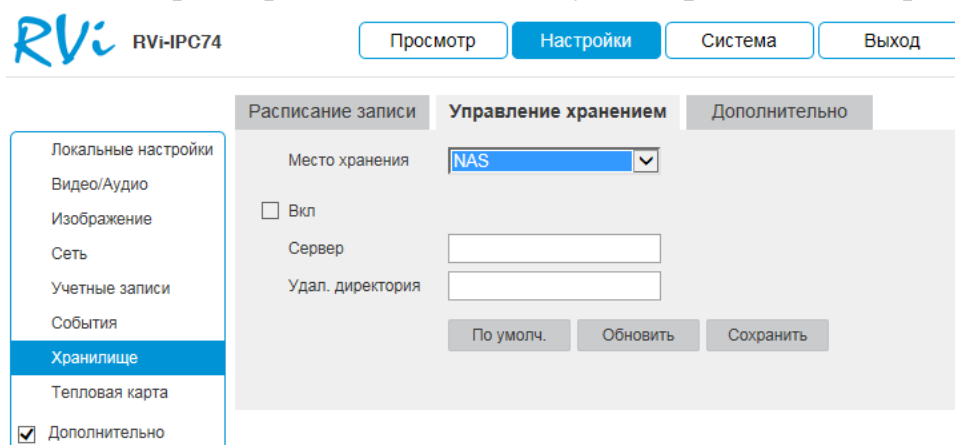 RVi RVi-IPC74 Просмотр Настройки Система Выход
Расписание записи Управление хранением Дополнительно
Локальные настройки
Видео/Аудио
Изображение
Сеть
Учетные записи
События
Хранилище
Тепловая карта
Дополнительно
Место хранения NAS
Вкл
Сервер
Удал. директория
По умолч. Обновить Сохранить